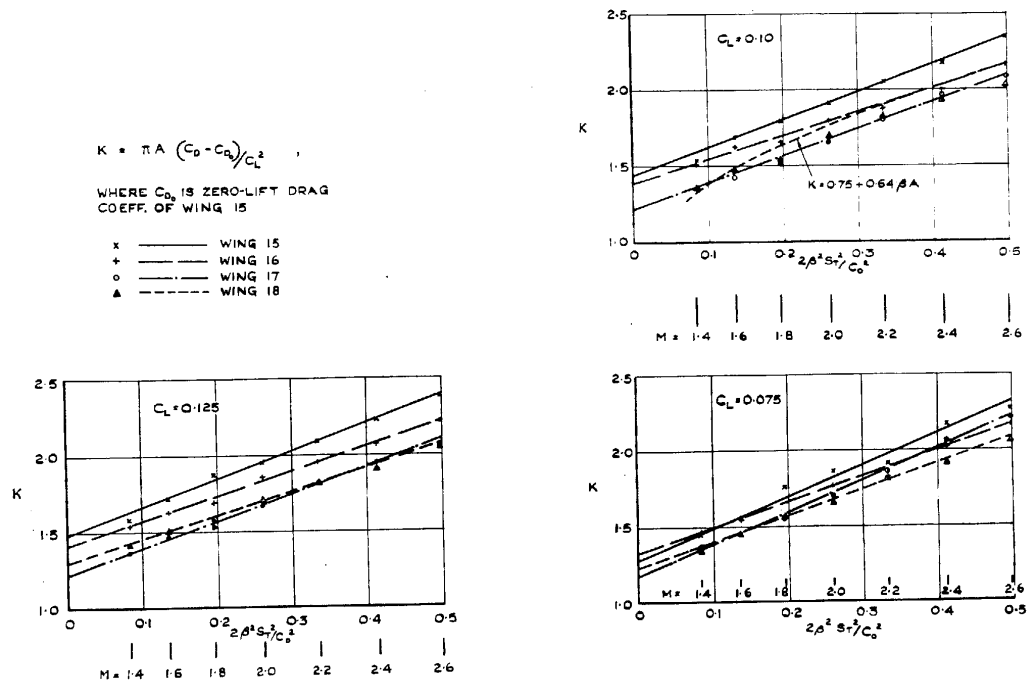 K = πA (C_D - C_D₀)/C_L² ,
WHERE C_D₀ IS ZERO-LIFT DRAG
COEFF. OF WING 15
x WING 15
+ WING 16
o WING 17
▲ WING 18
C_L = 0·10
2·5
2·0
K
1·5
1·0
K = 0·75 + 0·64 βA
0 0·1 0·2 0·3 0·4 0·5
2β² S_T²/C₀²
M = 1·4 1·6 1·8 2·0 2·2 2·4 2·6
C_L = 0·125
2·5
2·0
K
1·5
1·0
0 0·1 0·2 0·3 0·4 0·5
2β² S_T²/C₀²
M = 1·4 1·6 1·8 2·0 2·2 2·4 2·6
C_L = 0·075
2·5
2·0
K
1·5
1·0
M = 1·4 1·6 1·8 2·0 2·2 2·4 2·6
0 0·1 0·2 0·3 0·4 0·5
2β² S_T²/C₀²